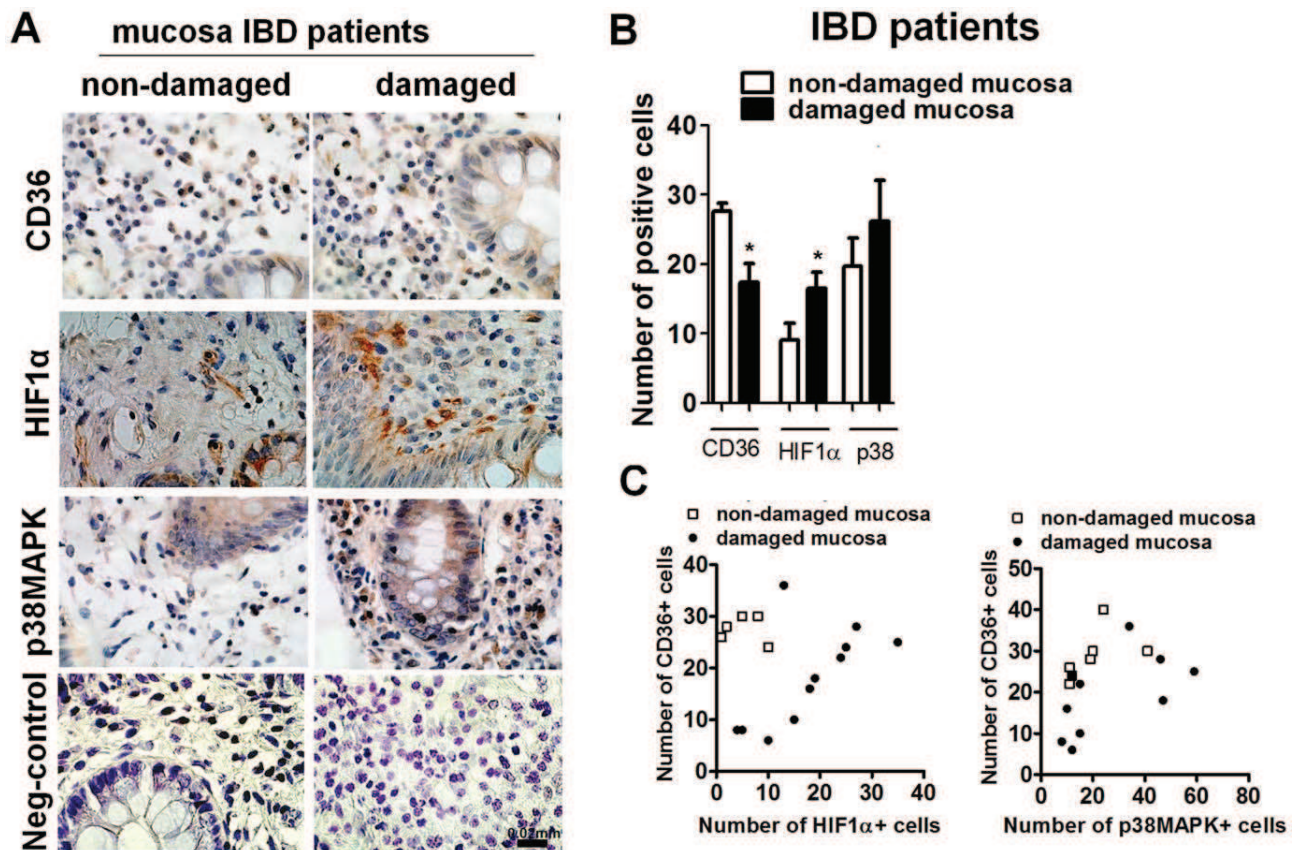 A
mucosa IBD patients
non-damaged damaged
CD36
HIF1α
p38MAPK
Neg-control
0.02mm
B
IBD patients
non-damaged mucosa
damaged mucosa
Number of positive cells
40
30
20
10
0
* *
CD36 HIF1α p38
C
non-damaged mucosa
damaged mucosa
Number of CD36+ cells
40
30
20
10
0
0 10 20 30 40
Number of HIF1α+ cells
non-damaged mucosa
damaged mucosa
Number of CD36+ cells
50
40
30
20
10
0
0 20 40 60 80
Number of p38MAPK+ cells